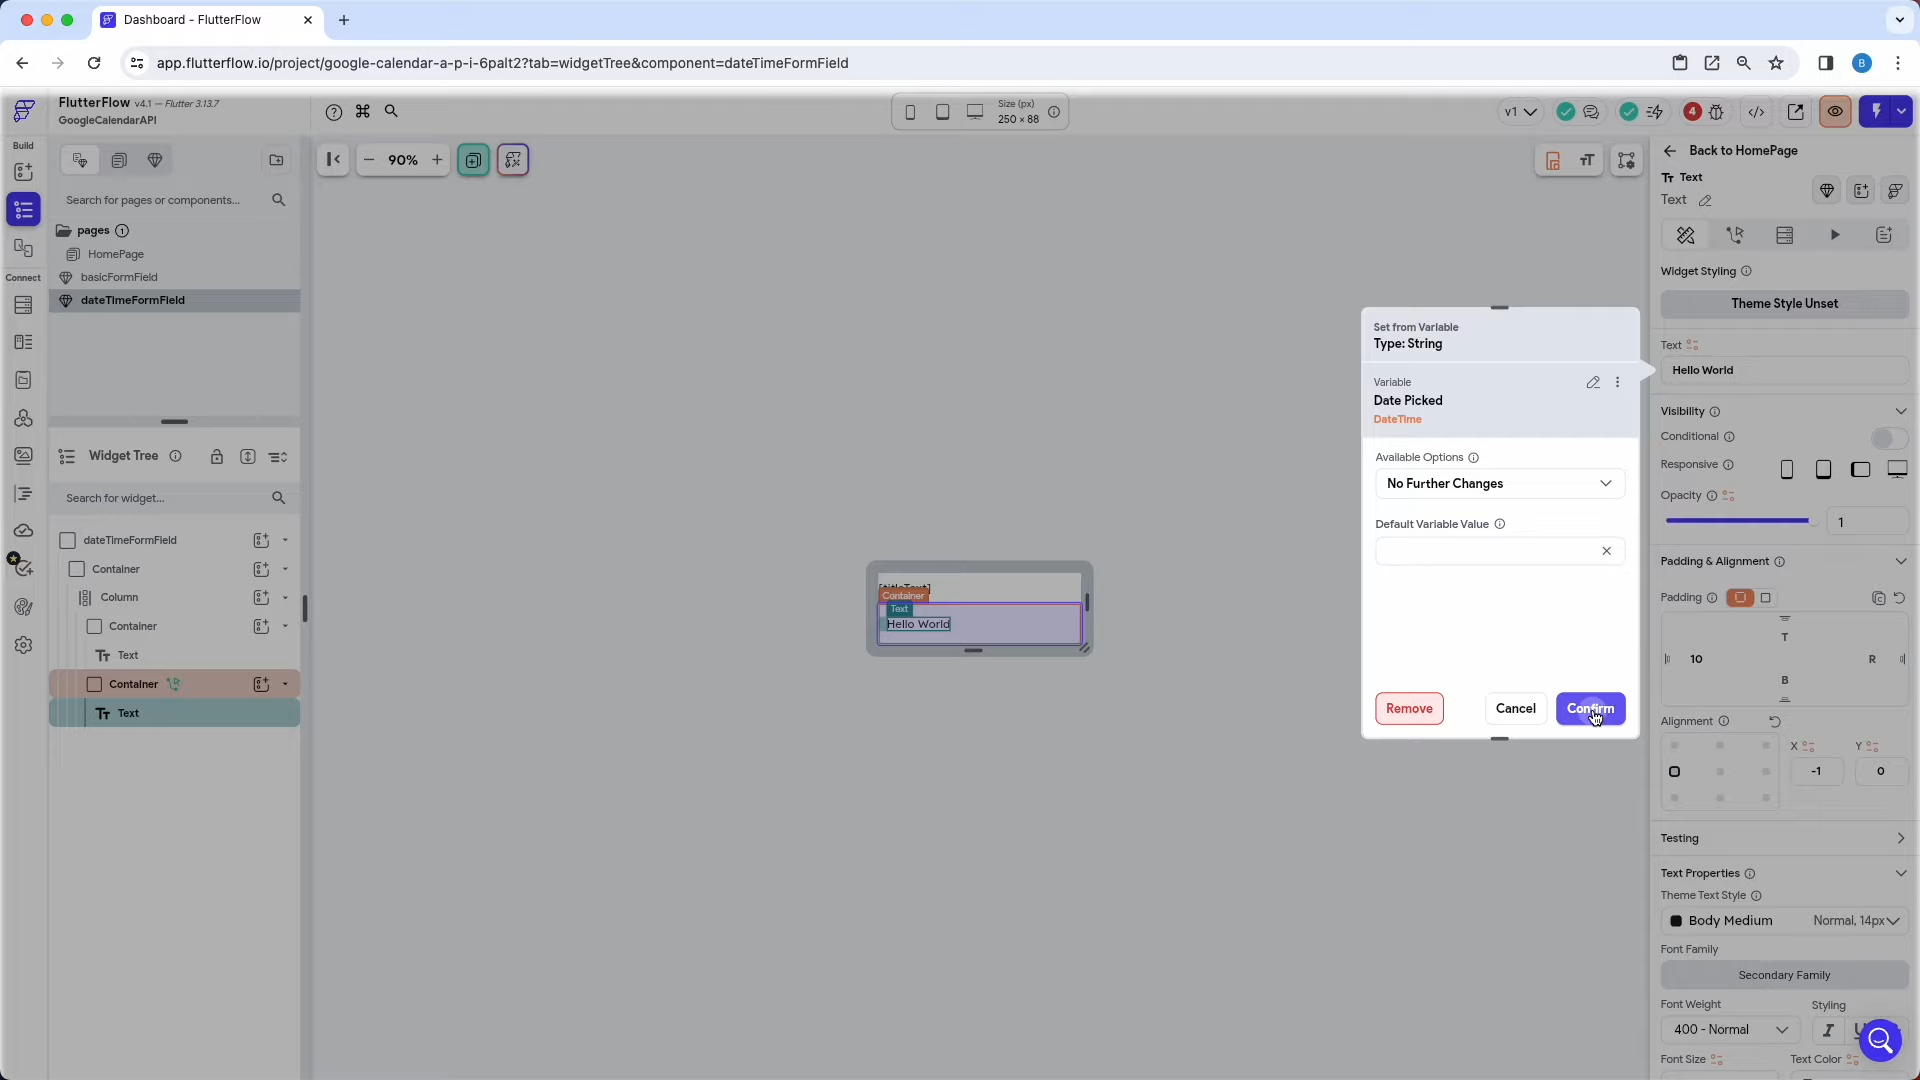 Dashboard - FlutterFlow
app.flutterflow.io/project/google-calendar-a-p-i-6palt2?tab=widgetTree&component=dateTimeFormField
B
FlutterFlow v4.1 — Flutter 3.13.7
GoogleCalendarAPI
Size (px)
250 × 88
v1
4
Build
Connect
Search for pages or components...
pages 1
HomePage
basicFormField
dateTimeFormField
Widget Tree
Search for widget...
dateTimeFormField
Container
Column
Container
Text
Container
Text
90%
[titleText]
Container
Text
Hello World
Set from Variable
Type: String
Variable
Date Picked
DateTime
Available Options
No Further Changes
Default Variable Value
Remove
Cancel
Confirm
Back to HomePage
Text
Text
Widget Styling
Theme Style Unset
Text
Hello World
Visibility
Conditional
Responsive
Opacity
1
Padding & Alignment
Padding
T
10
R
B
Alignment
X
Y
-1
0
Testing
Text Properties
Theme Text Style
Body Medium
Normal, 14px
Font Family
Secondary Family
Font Weight
Styling
400 - Normal
I
U
Font Size
Text Color